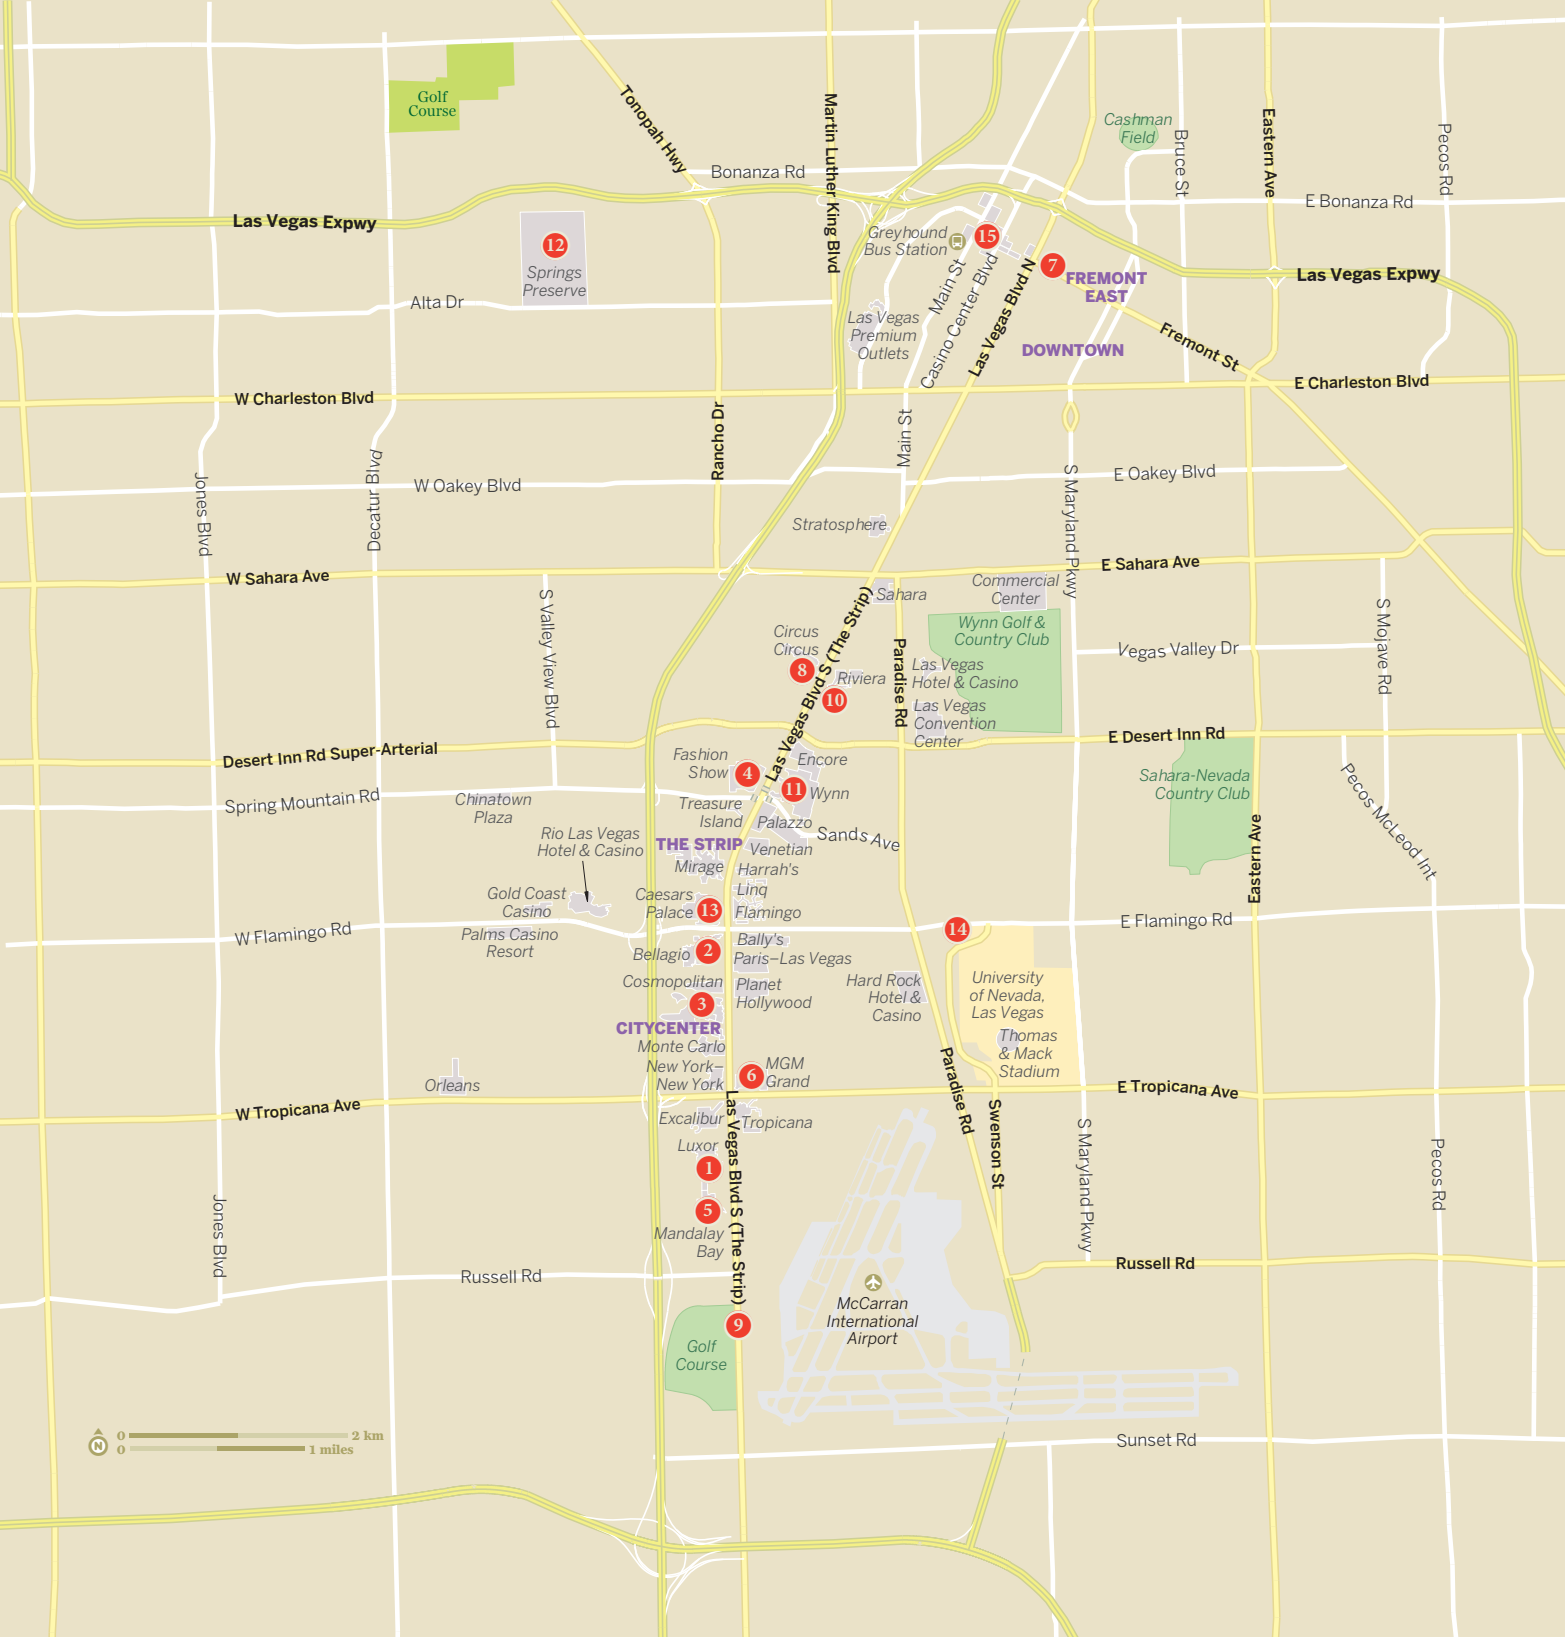 Golf
Course
Tonopah Hwy
Martin Luther King Blvd
Cashman
Field
Bruce St
Eastern Ave
Pecos Rd
Bonanza Rd
E Bonanza Rd
Las Vegas Expwy
12
Springs
Preserve
Greyhound
Bus Station
15
7
FREMONT
EAST
Las Vegas Expwy
Main St
Casino Center Blvd
Las Vegas Blvd N
Alta Dr
Las Vegas
Premium
Outlets
DOWNTOWN
Fremont St
W Charleston Blvd
E Charleston Blvd
Rancho Dr
Main St
Jones Blvd
Decatur Blvd
W Oakey Blvd
E Oakey Blvd
S Maryland Pkwy
Stratosphere
W Sahara Ave
E Sahara Ave
S Valley View Blvd
Sahara
Commercial
Center
Wynn Golf &
Country Club
S Mojave Rd
Circus
Circus
8
Las Vegas Blvd S (The Strip)
Paradise Rd
Vegas Valley Dr
Riviera
10
Las Vegas
Hotel & Casino
Las Vegas
Convention
Center
Desert Inn Rd Super-Arterial
E Desert Inn Rd
Fashion
Show
4
Encore
11
Wynn
Sahara-Nevada
Country Club
Pecos McLeod Int
Spring Mountain Rd
Chinatown
Plaza
Treasure
Island
Palazzo
Sands Ave
Rio Las Vegas
Hotel & Casino
THE STRIP
Venetian
Mirage
Harrah's
Eastern Ave
Linq
Gold Coast
Casino
Caesars
Palace
13
Flamingo
W Flamingo Rd
E Flamingo Rd
14
Palms Casino
Resort
Bellagio
2
Bally's
Paris–Las Vegas
Cosmopolitan
Planet
Hollywood
3
Hard Rock
Hotel &
Casino
University
of Nevada,
Las Vegas
CITYCENTER
Monte Carlo
Thomas
& Mack
Stadium
New York–
New York
6
MGM
Grand
Orleans
Paradise Rd
W Tropicana Ave
E Tropicana Ave
Excalibur
Tropicana
Las Vegas Blvd S (The Strip)
Swenson St
S Maryland Pkwy
Pecos Rd
Luxor
1
5
Mandalay
Bay
Jones Blvd
Russell Rd
Russell Rd
McCarran
International
Airport
9
Golf
Course
N
0
2 km
0
1 miles
Sunset Rd